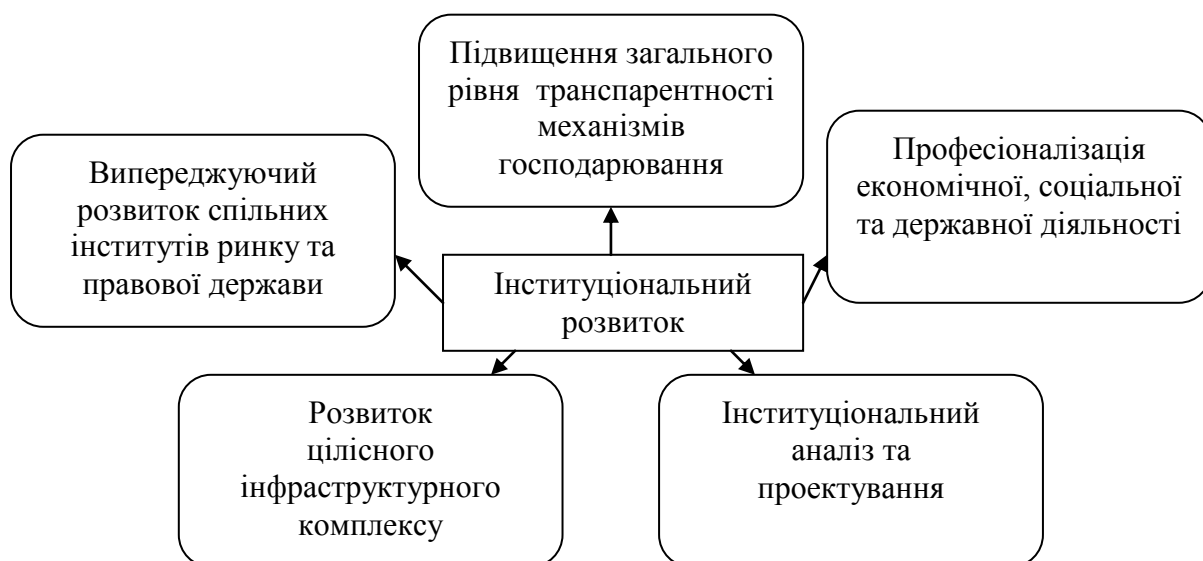 Підвищення загального
рівня транспарентності
механізмів
господарювання
Випереджуючий
розвиток спільних
інститутів ринку та
правової держави
Професіоналізація
економічної, соціальної
та державної діяльності
Інституціональний
розвиток
Розвиток
цілісного
інфраструктурного
комплексу
Інституціональний
аналіз та
проектування